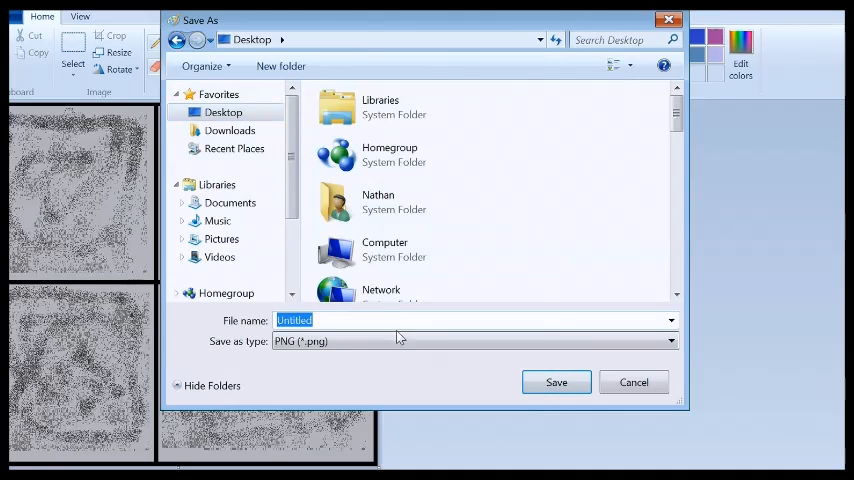 Save As
Home
View
Cut
Copy
Select
Crop
Resize
Rotate
Image
Edit
colors
Desktop
Search Desktop
Organize
New folder
Favorites
Desktop
Downloads
Recent Places
Libraries
Documents
Music
Pictures
Videos
Homegroup
Libraries
System Folder
Homegroup
System Folder
Nathan
System Folder
Computer
System Folder
Network
File name:
Untitled
Save as type:
PNG (*.png)
Hide Folders
Save
Cancel